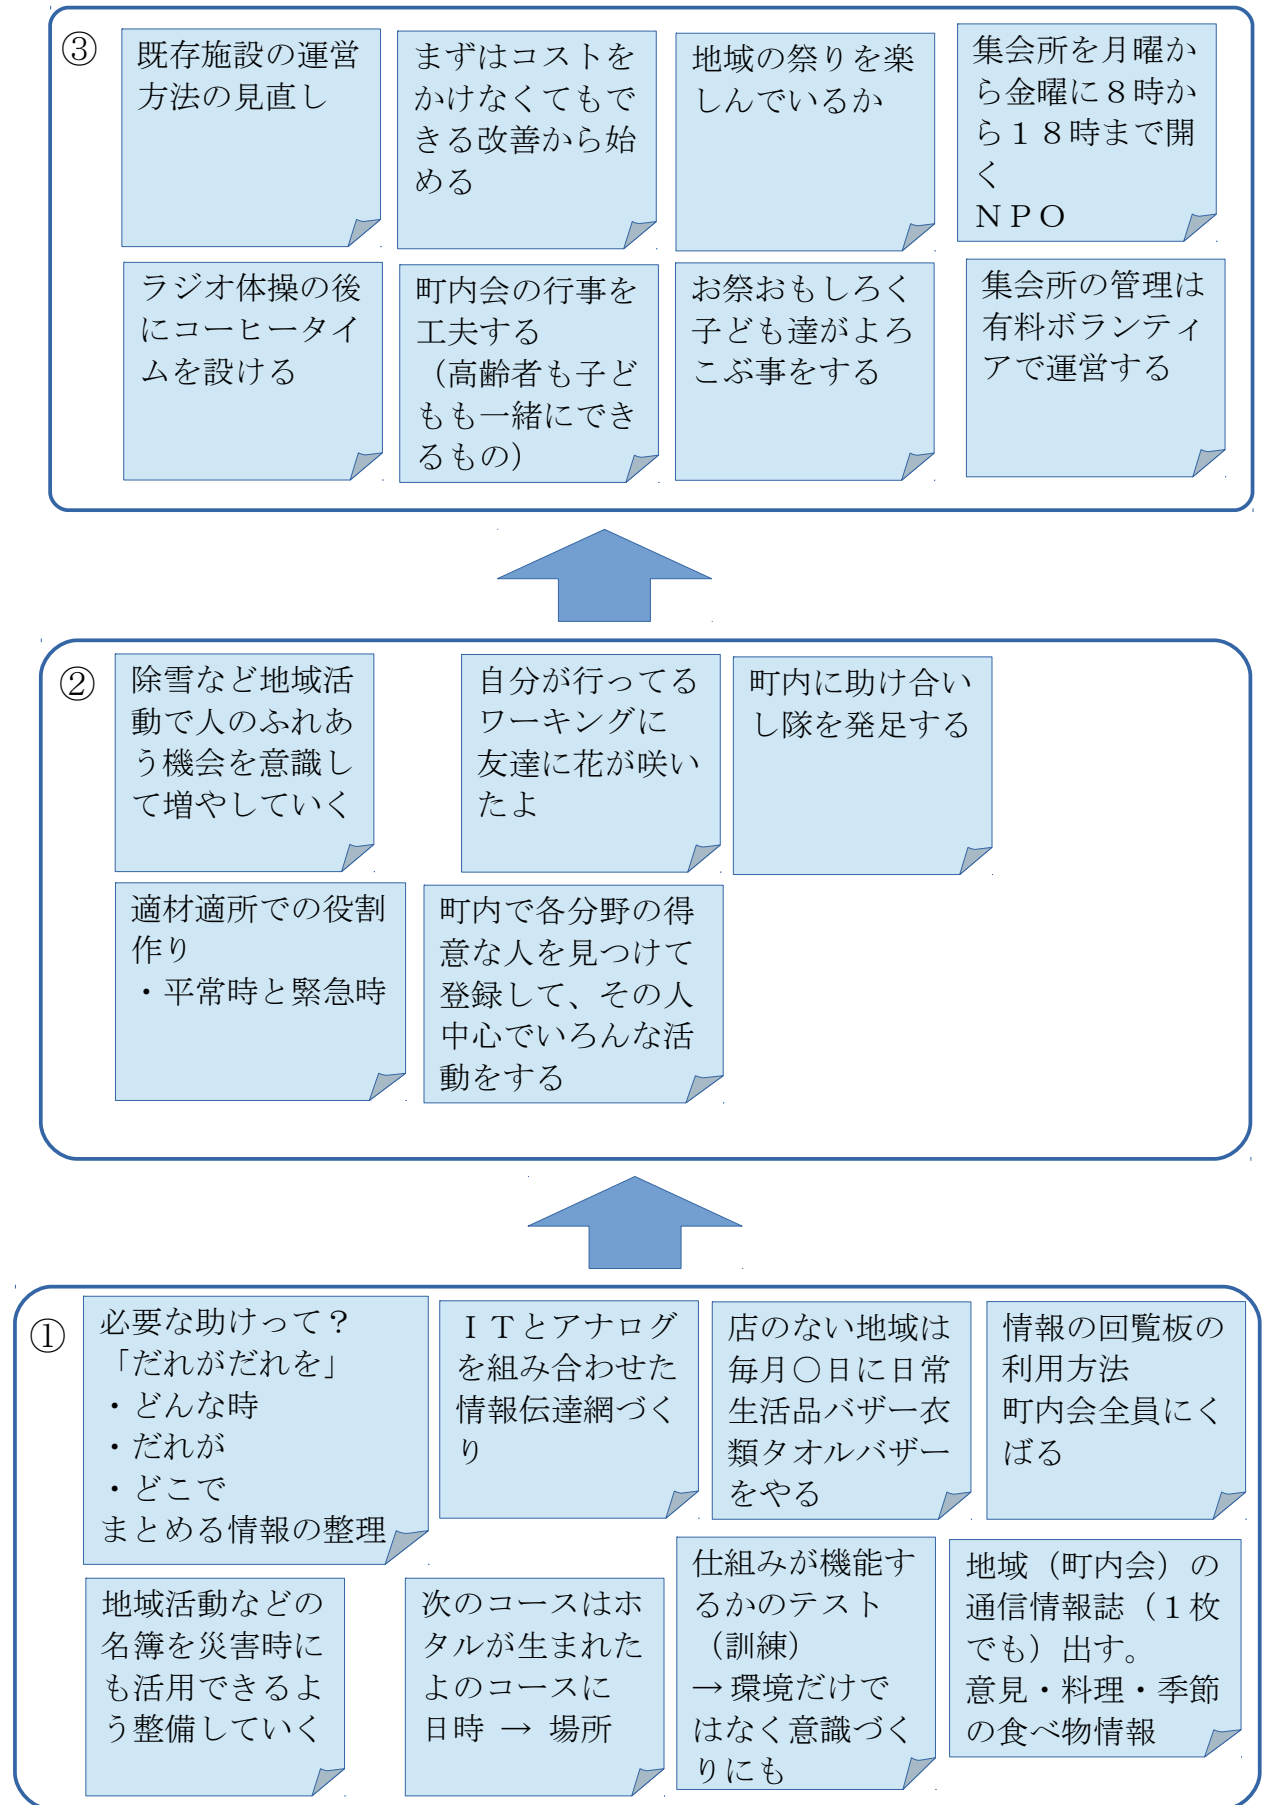 ③
既存施設の運営
方法の見直し
まずはコストを
かけなくてもで
きる改善から始
める
地域の祭りを楽
しんでいるか
集会所を月曜か
ら金曜に８時か
ら１８時まで開
く
ＮＰＯ
ラジオ体操の後
にコーヒータイ
ムを設ける
町内会の行事を
工夫する
（高齢者も子ど
もも一緒にでき
るもの）
お祭おもしろく
子ども達がよろ
こぶ事をする
集会所の管理は
有料ボランティ
アで運営する
②
除雪など地域活
動で人のふれあ
う機会を意識し
て増やしていく
自分が行ってる
ワーキングに
友達に花が咲い
たよ
町内に助け合い
し隊を発足する
適材適所での役割
作り
・平常時と緊急時
町内で各分野の得
意な人を見つけて
登録して、その人
中心でいろんな活
動をする
①
必要な助けって？
「だれがだれを」
・どんな時
・だれが
・どこで
まとめる情報の整理
ＩＴとアナログ
を組み合わせた
情報伝達網づく
り
店のない地域は
毎月〇日に日常
生活品バザー衣
類タオルバザー
をやる
情報の回覧板の
利用方法
町内会全員にく
ばる
地域活動などの
名簿を災害時に
も活用できるよ
う整備していく
次のコースはホ
タルが生まれた
よのコースに
日時 → 場所
仕組みが機能す
るかのテスト
（訓練）
→環境だけで
はなく意識づく
りにも
地域（町内会）の
通信情報誌（１枚
でも）出す。
意見・料理・季節
の食べ物情報